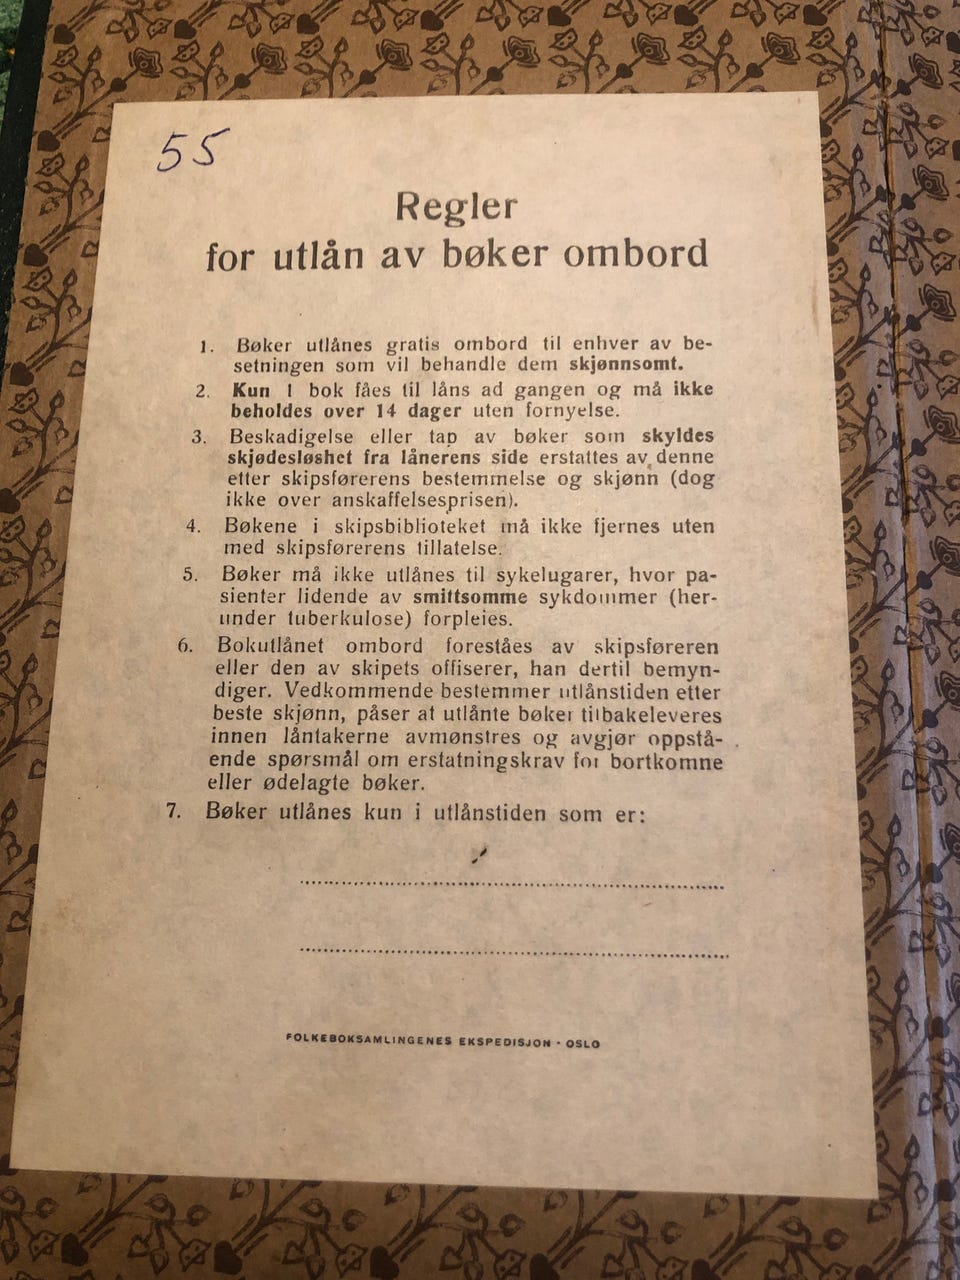 55
Regler
for utlån av bøker ombord
1. Bøker utlånes gratis ombord til enhver av be-
setningen som vil behandle dem skjønnsomt.
2. Kun 1 bok fåes til låns ad gangen og må ikke
beholdes over 14 dager uten fornyelse.
3. Beskadigelse eller tap av bøker som skyldes
skjødesløshet fra lånerens side erstattes av denne
etter skipsførerens bestemmelse og skjønn (dog
ikke over anskaffelsesprisen).
4. Bøkene i skipsbiblioteket må ikke fjernes uten
med skipsførerens tillatelse.
5. Bøker må ikke utlånes til sykelugarer, hvor pa-
sienter lidende av smittsomme sykdommer (her-
under tuberkulose) forpleies.
6. Bokutlånet ombord foreståes av skipsføreren
eller den av skipets offiserer, han dertil bemyn-
diger. Vedkommende bestemmer utlånstiden etter
beste skjønn, påser at utlånte bøker tilbakeleveres
innen låntakerne avmønstres og avgjør oppstå-
ende spørsmål om erstatningskrav for bortkomne
eller ødelagte bøker.
7. Bøker utlånes kun i utlånstiden som er:
FOLKEBOKSAMLINGENES EKSPEDISJON · OSLO